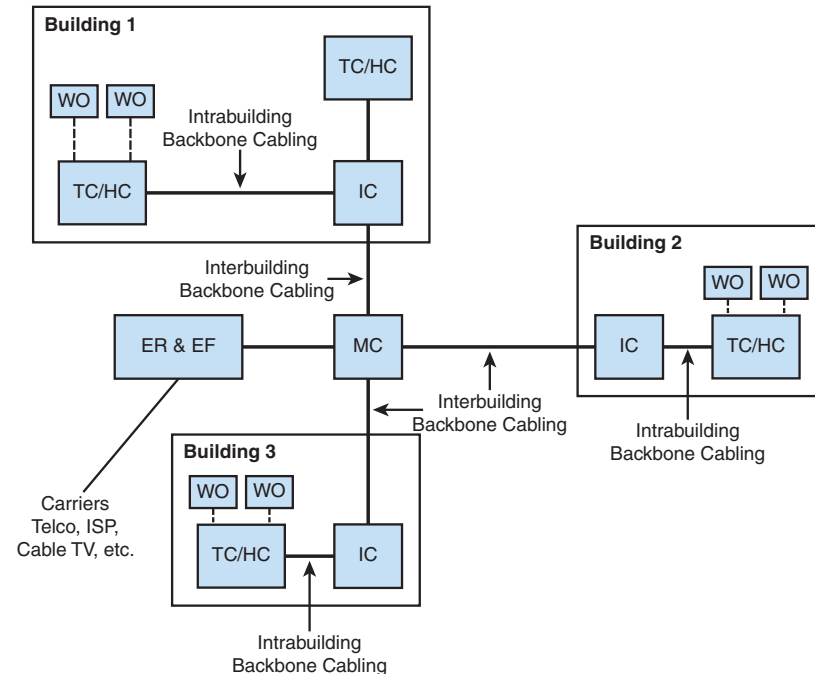 Building 1
TC/HC
WO WO
Intrabuilding
Backbone Cabling
TC/HC
IC
Interbuilding
Backbone Cabling
Building 2
WO WO
IC
TC/HC
ER & EF
MC
Interbuilding
Backbone Cabling
Intrabuilding
Backbone Cabling
Building 3
WO WO
TC/HC
IC
Carriers
Telco, ISP,
Cable TV, etc.
Intrabuilding
Backbone Cabling